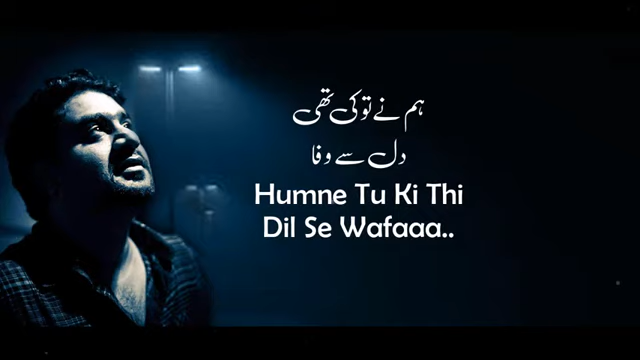 ہم نے تو کی تھی
دل سے وفا
Humne Tu Ki Thi
Dil Se Wafaaa..